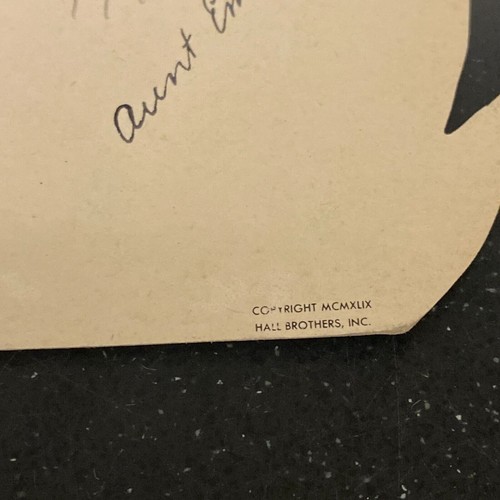 Aunt
COPYRIGHT MCMXLIX
HALL BROTHERS, INC.